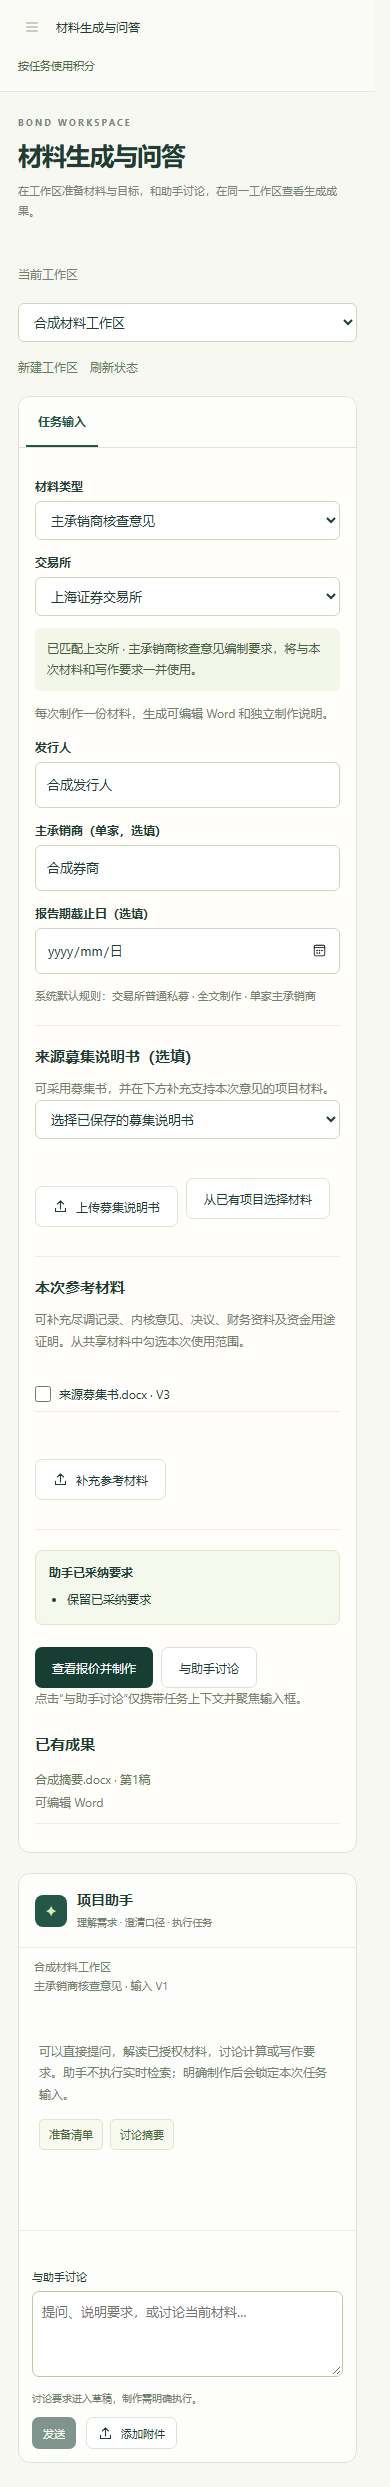 材料生成与问答
按任务使用积分
BOND WORKSPACE
材料生成与问答
在工作区准备材料与目标，和助手讨论，在同一工作区查看生成成
果。
当前工作区
合成材料工作区
新建工作区 刷新状态
任务输入
材料类型
主承销商核查意见
交易所
上海证券交易所
已匹配上交所 · 主承销商核查意见编制要求，将与本
次材料和写作要求一并使用。
每次制作一份材料，生成可编辑 Word 和独立制作说明。
发行人
合成发行人
主承销商（单家，选填）
合成券商
报告期截止日（选填）
yyyy/mm/日
系统默认规则：交易所普通私募 · 全文制作 · 单家主承销商
来源募集说明书（选填）
可采用募集书，并在下方补充支持本次意见的项目材料。
选择已保存的募集说明书
上传募集说明书
从已有项目选择材料
本次参考材料
可补充尽调记录、内核意见、决议、财务资料及资金用途
证明。从共享材料中勾选本次使用范围。
来源募集书.docx · V3
补充参考材料
助手已采纳要求
• 保留已采纳要求
查看报价并制作 与助手讨论
点击“与助手讨论”仅携带任务上下文并聚焦输入框。
已有成果
合成摘要.docx · 第1稿
可编辑 Word
项目助手
理解需求 · 澄清口径 · 执行任务
合成材料工作区
主承销商核查意见 · 输入 V1
可以直接提问，解读已授权材料，讨论计算或写作要
求。助手不执行实时检索；明确制作后会锁定本次任务
输入。
准备清单 讨论摘要
与助手讨论
提问、说明要求，或讨论当前材料...
讨论要求进入草稿，制作需明确执行。
发送 添加附件